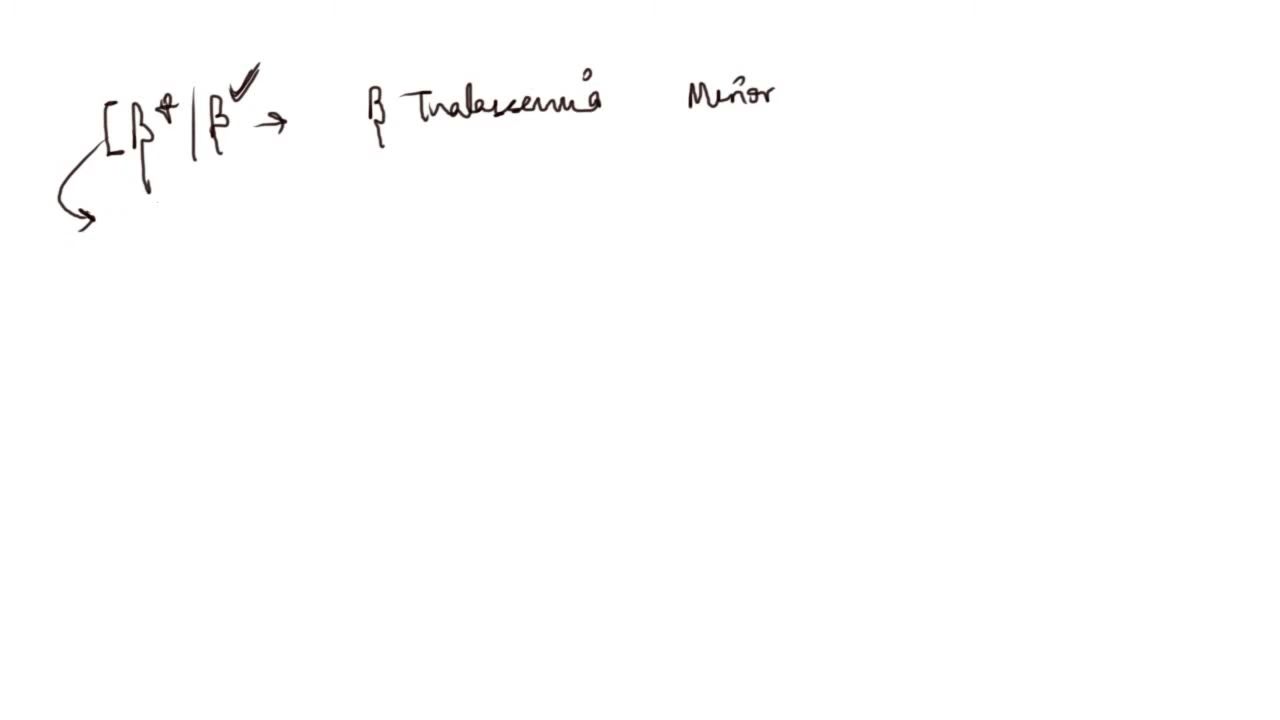 [β⁺|β✓ → β Thalassemia Minor